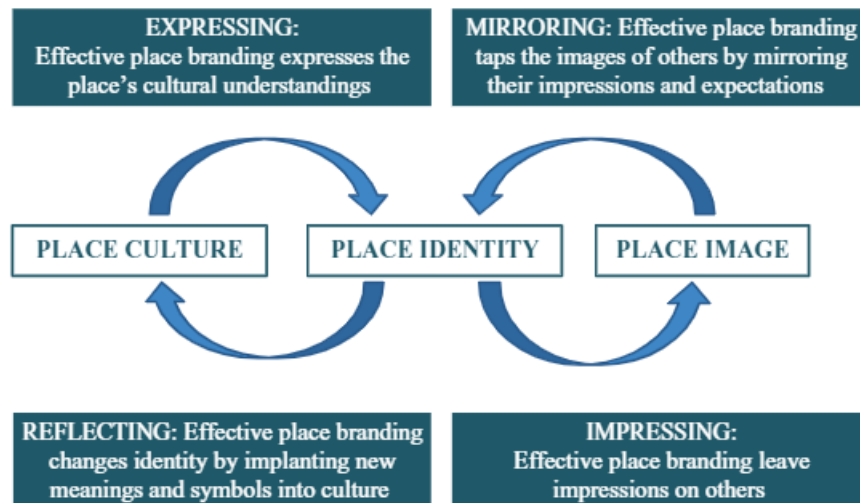 EXPRESSING:
Effective place branding expresses the
place's cultural understandings
MIRRORING: Effective place branding
taps the images of others by mirroring
their impressions and expectations
PLACE CULTURE
PLACE IDENTITY
PLACE IMAGE
REFLECTING: Effective place branding
changes identity by implanting new
meanings and symbols into culture
IMPRESSING:
Effective place branding leave
impressions on others